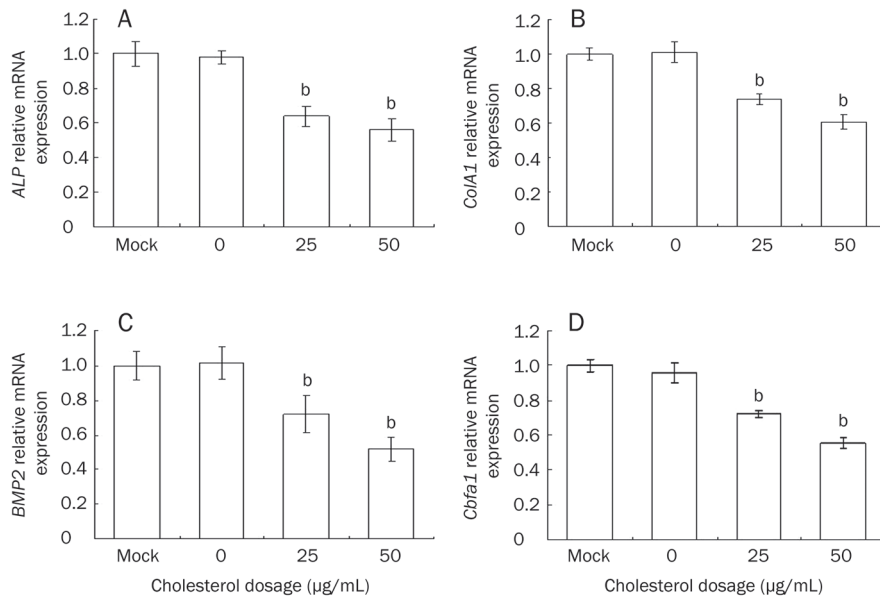 A
ALP relative mRNA
expression
1.2
1.0
0.8
0.6
0.4
0.2
0
b
b
Mock
0
25
50
B
ColA1 relative mRNA
expression
1.2
1.0
0.8
0.6
0.4
0.2
0
b
b
Mock
0
25
50
C
BMP2 relative mRNA
expression
1.2
1.0
0.8
0.6
0.4
0.2
0
b
b
Mock
0
25
50
Cholesterol dosage (μg/mL)
D
Cbfa1 relative mRNA
expression
1.2
1.0
0.8
0.6
0.4
0.2
0
b
b
Mock
0
25
50
Cholesterol dosage (μg/mL)